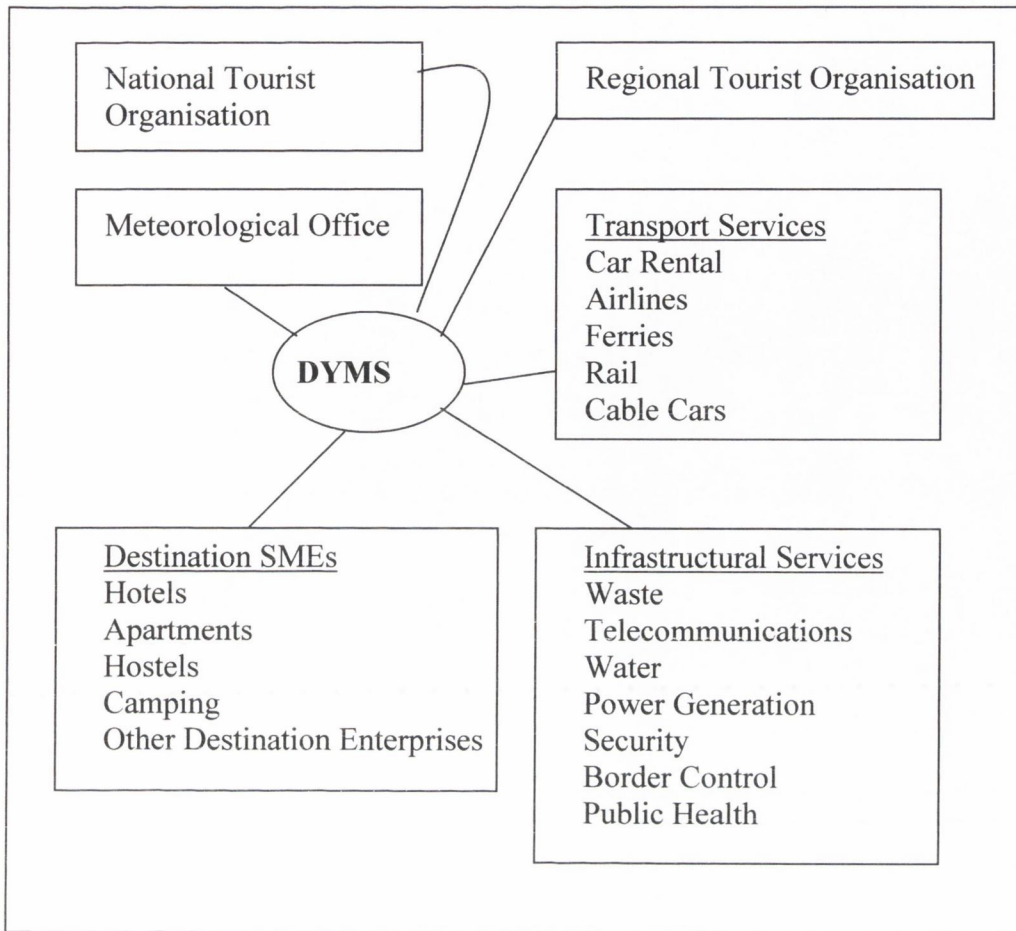 National Tourist
Organisation
Regional Tourist Organisation
Meteorological Office
Transport Services
Car Rental
Airlines
Ferries
Rail
Cable Cars
DYMS
Destination SMEs
Hotels
Apartments
Hostels
Camping
Other Destination Enterprises
Infrastructural Services
Waste
Telecommunications
Water
Power Generation
Security
Border Control
Public Health